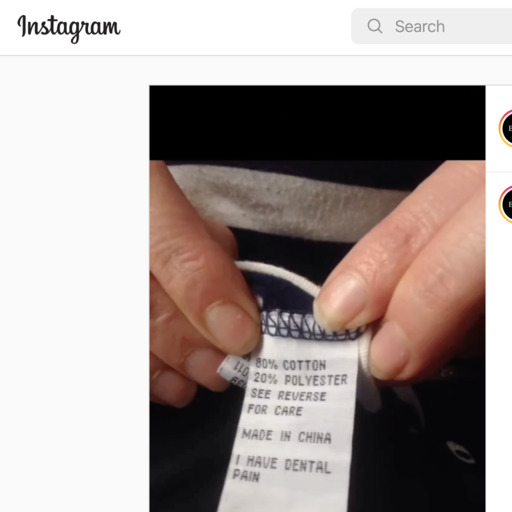 Instagram
Search
80% COTTON
20% POLYESTER
SEE REVERSE
FOR CARE
MADE IN CHINA
I HAVE DENTAL
PAIN